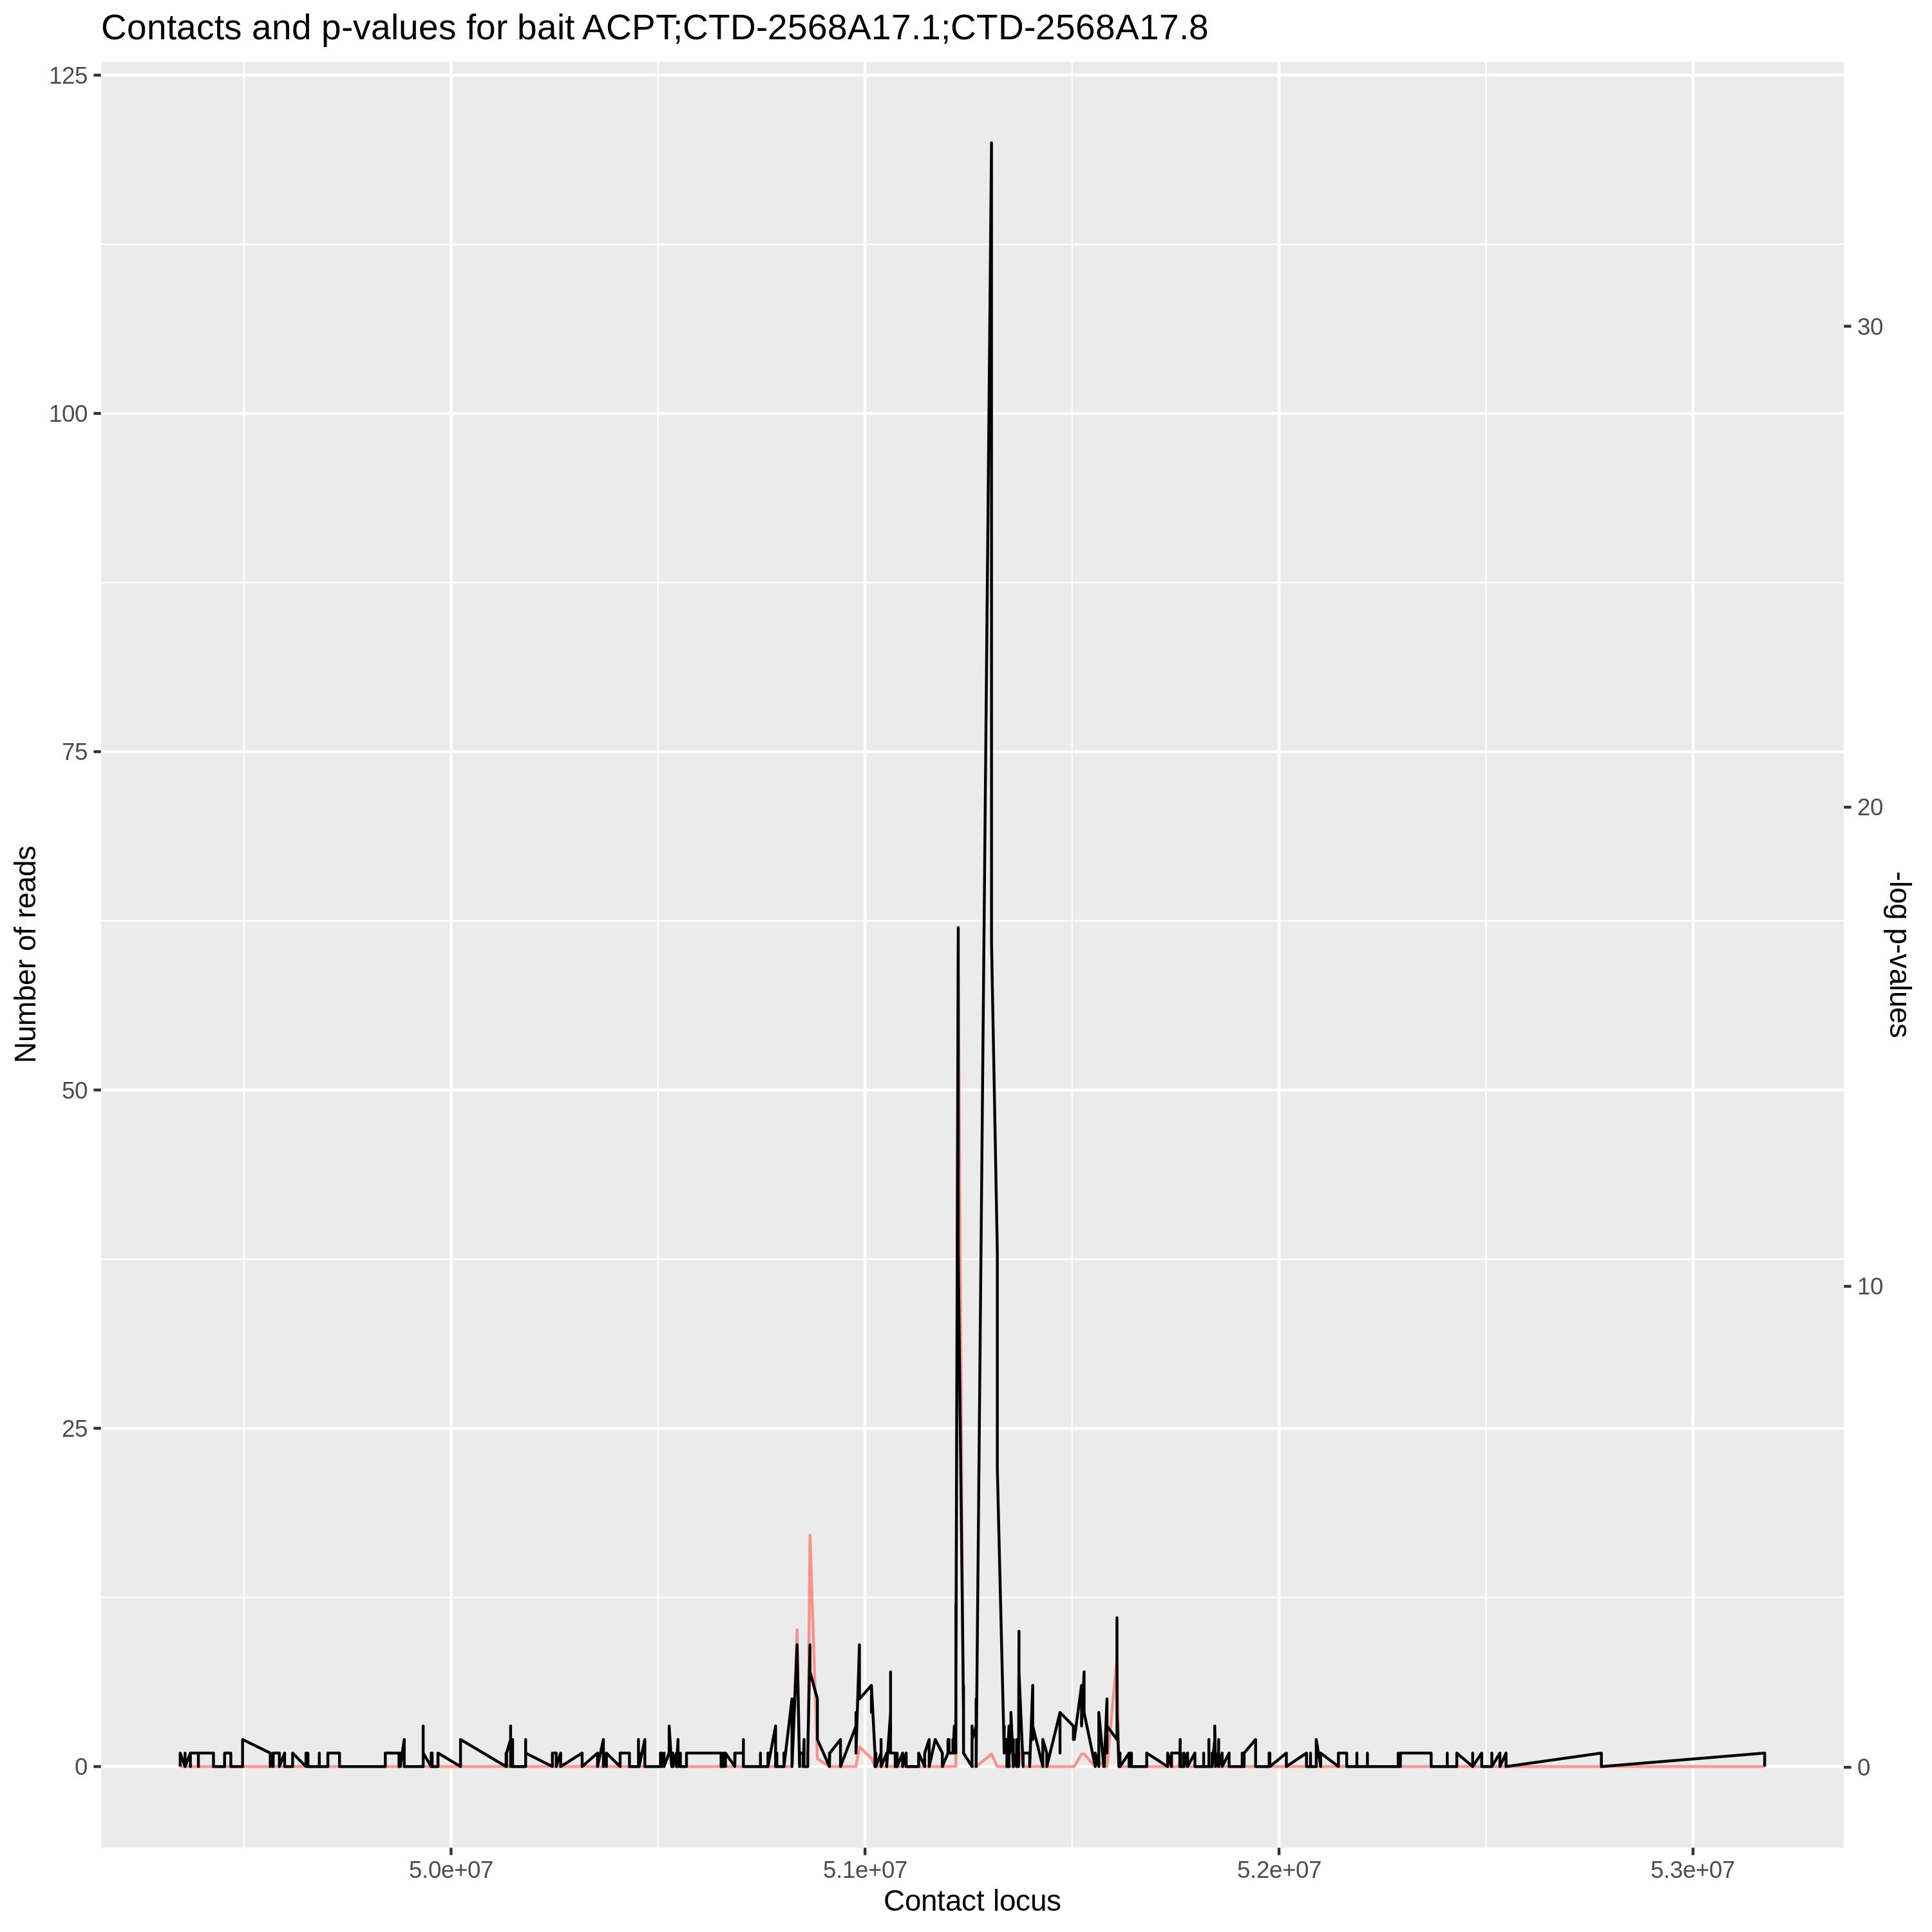 Contacts and p-values for bait ACPT;CTD-2568A17.1;CTD-2568A17.8
125
100
75
50
25
0
Number of reads
30
20
10
0
-log p-values
5.0e+07
5.1e+07
5.2e+07
5.3e+07
Contact locus